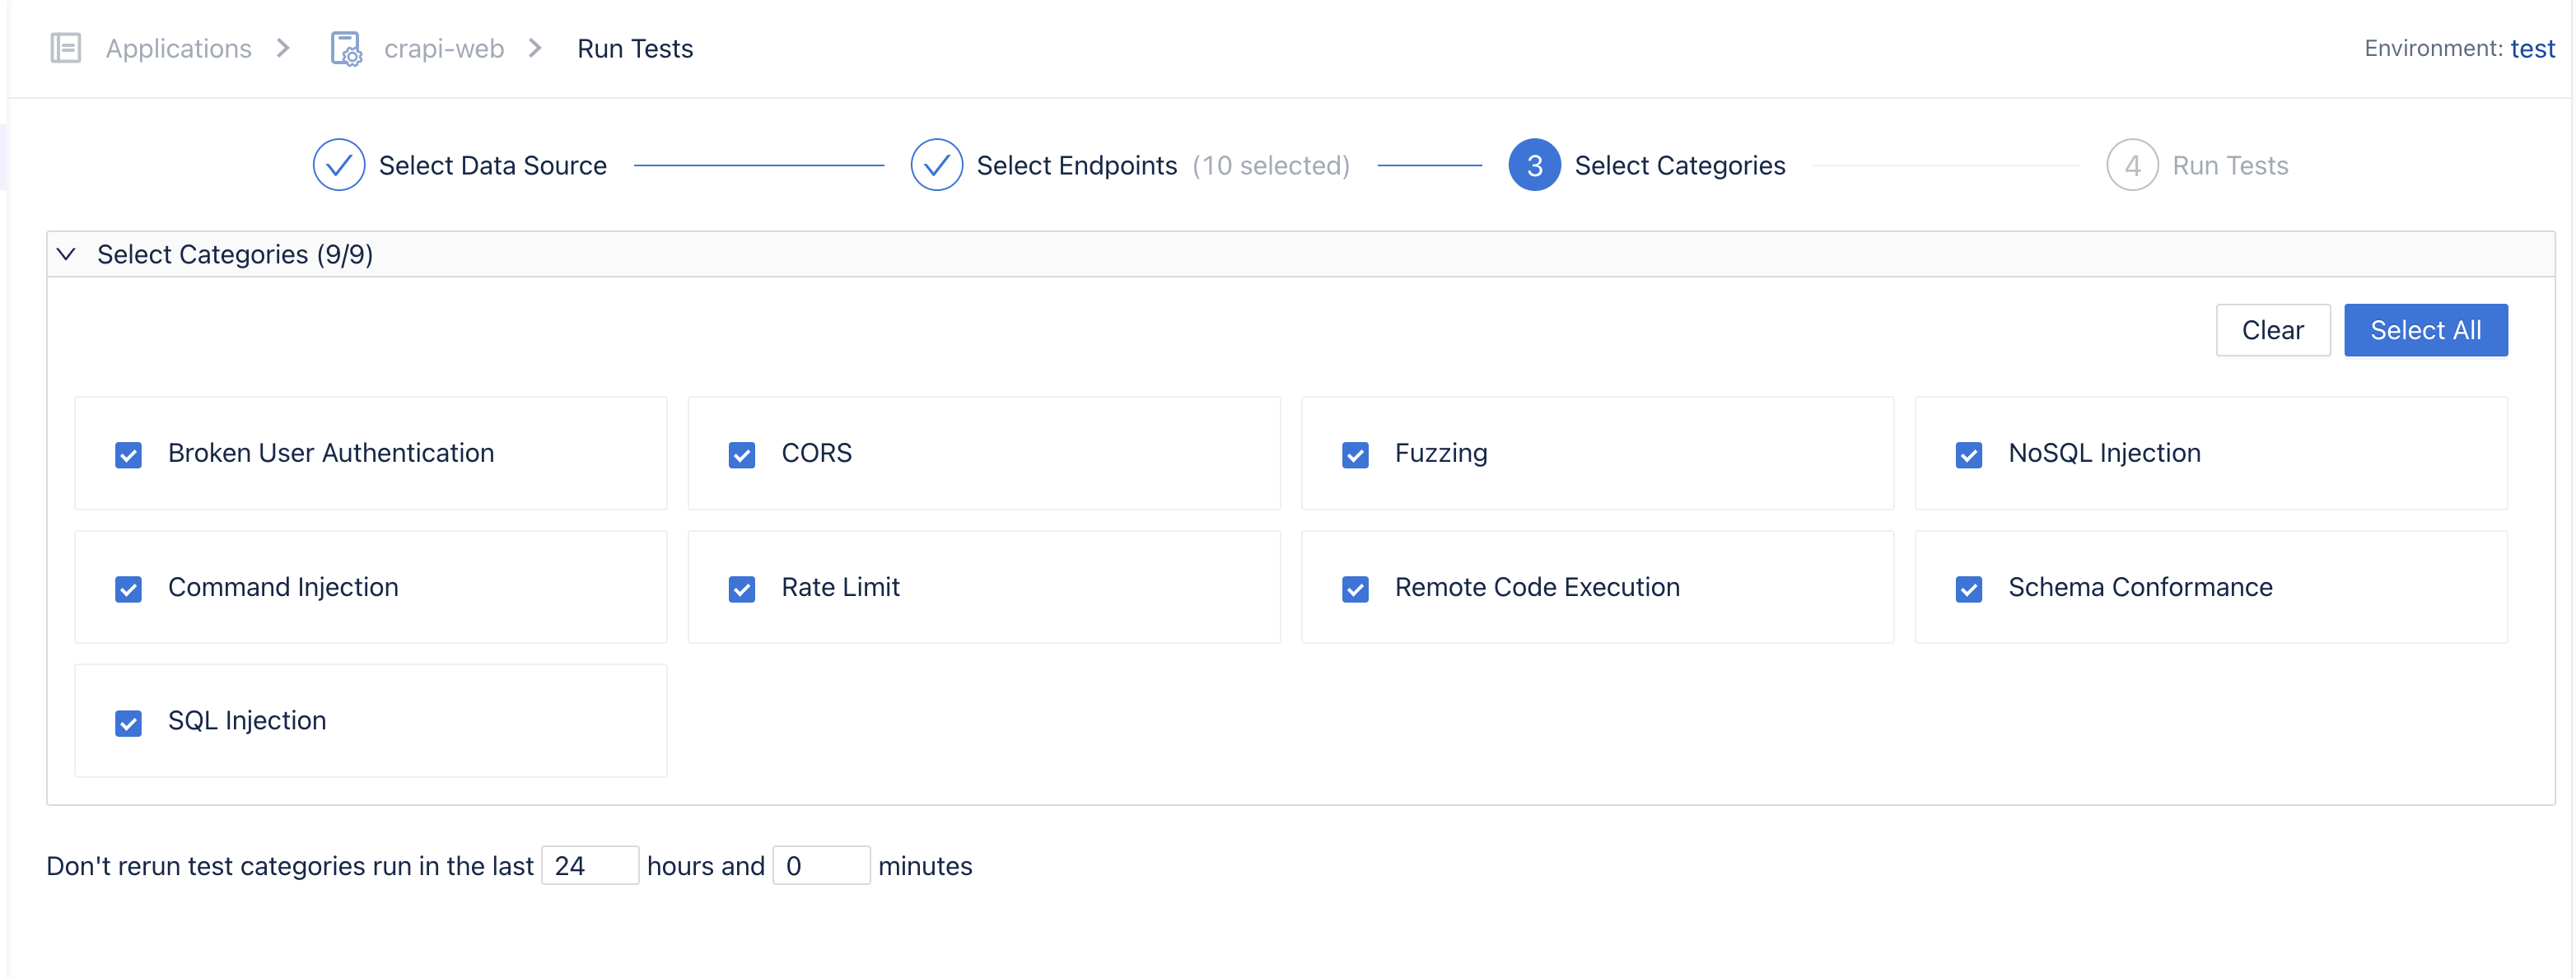 Applications > crapi-web > Run Tests Environment: test
Select Data Source Select Endpoints (10 selected) 3 Select Categories 4 Run Tests
Select Categories (9/9)
Clear Select All
Broken User Authentication CORS Fuzzing NoSQL Injection
Command Injection Rate Limit Remote Code Execution Schema Conformance
SQL Injection
Don't rerun test categories run in the last 24 hours and 0 minutes